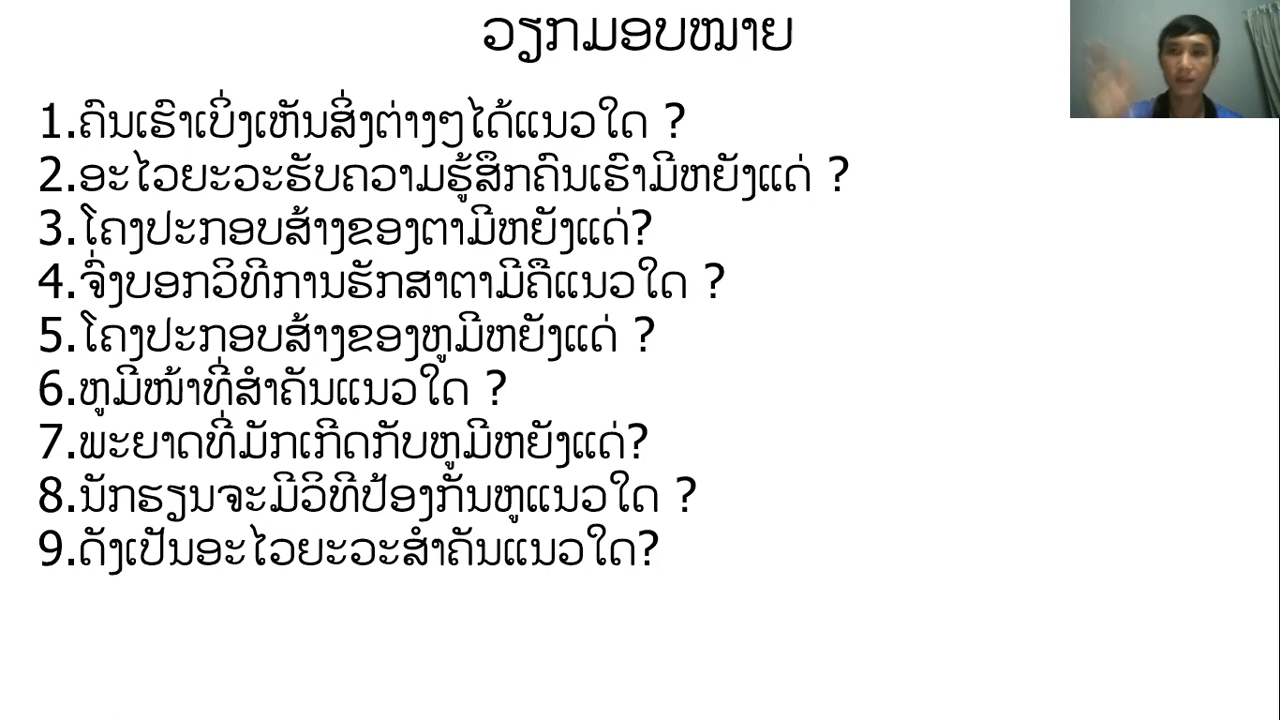 ວຽກມອບໝາຍ
1.ຄົນເຮົາເບິ່ງເຫັນສິ່ງຕ່າງໆໄດ້ແນວໃດ ?
2.ອະໄວຍະວະຮັບຄວາມຮູ້ສຶກຄົນເຮົາມີຫຍັງແດ່ ?
3.ໂຄງປະກອບສ້າງຂອງຕາມີຫຍັງແດ່?
4.ຈົ່ງບອກວິທີການຮັກສາຕາມີຄືແນວໃດ ?
5.ໂຄງປະກອບສ້າງຂອງຫູມີຫຍັງແດ່ ?
6.ຫູມີໜ້າທີ່ສຳຄັນແນວໃດ ?
7.ພະຍາດທີ່ມັກເກີດກັບຫູມີຫຍັງແດ່?
8.ນັກຮຽນຈະມີວິທີປ້ອງກັນຫູແນວໃດ ?
9.ດັງເປັນອະໄວຍະວະສຳຄັນແນວໃດ?